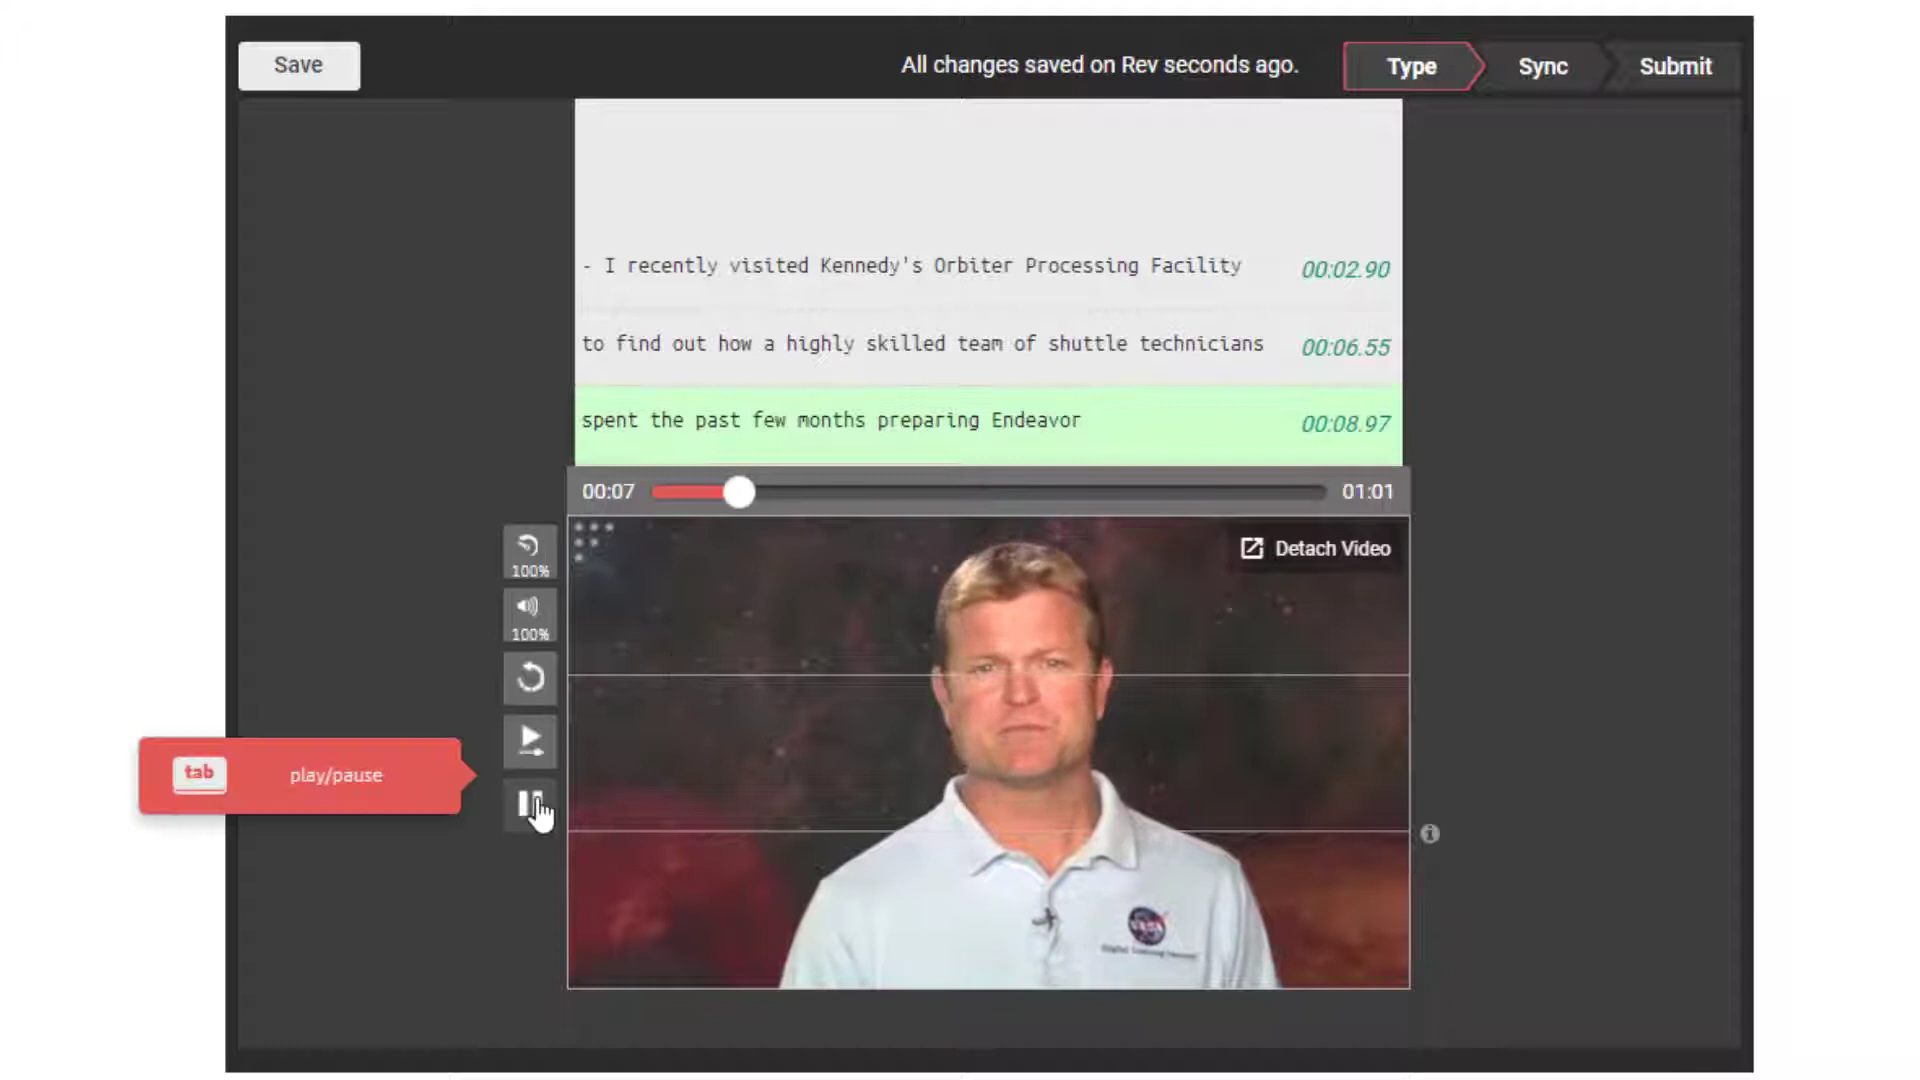 Save
All changes saved on Rev seconds ago.
Type
Sync
Submit
- I recently visited Kennedy's Orbiter Processing Facility 00:02.90
to find out how a highly skilled team of shuttle technicians 00:06.55
spent the past few months preparing Endeavor 00:08.97
00:07
01:01
Detach Video
100%
100%
tab play/pause
NASA